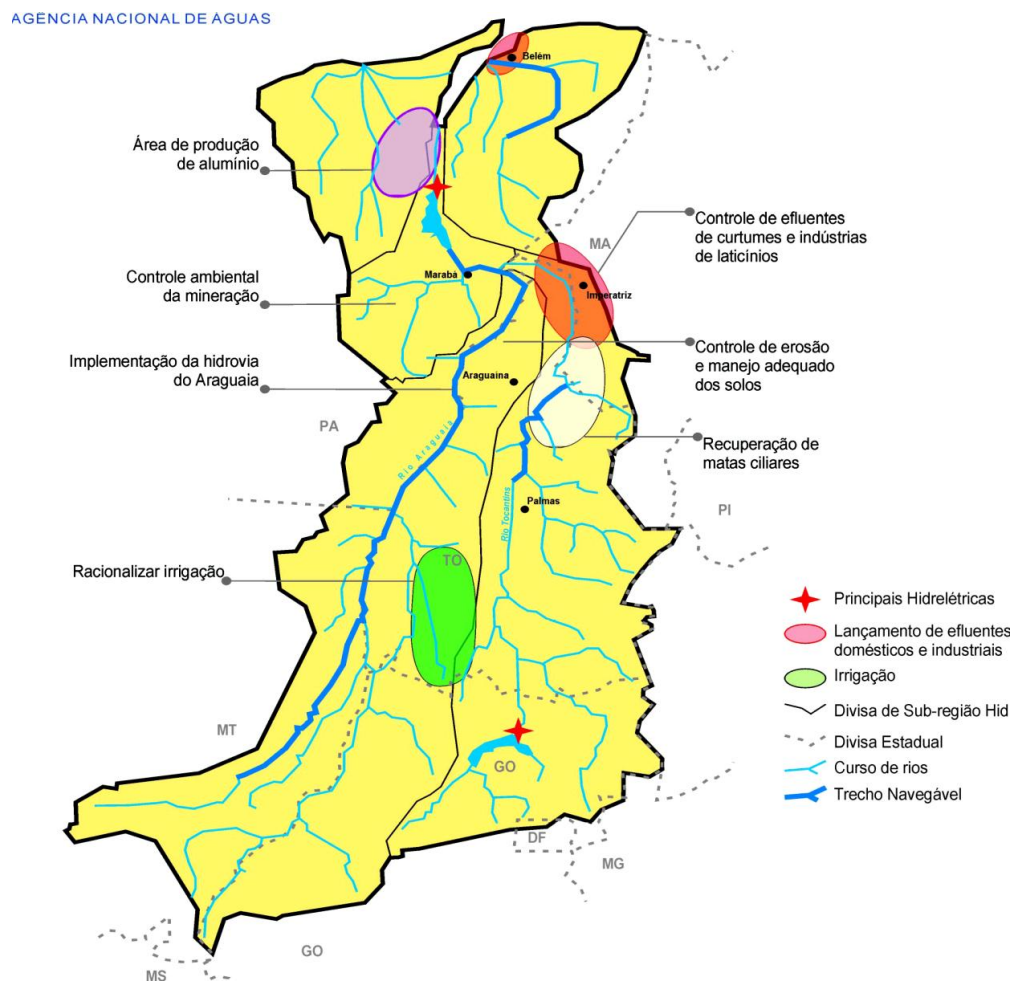 AGÊNCIA NACIONAL DE AGUAS
Belém
Área de produção
de alumínio
Controle de efluentes
de curtumes e indústrias
de laticínios
MA
Marabá
Imperatriz
Controle ambiental
da mineração
Implementação da hidrovia
do Araguaia
Controle de erosão
e manejo adequado
dos solos
Araguaina
PA
Rio Araguais
Recuperação de
matas ciliares
Rio Tocantins
Palmas
PI
TO
Racionalizar irrigação
Principais Hidrelétricas
Lançamento de efluentes
domésticos e industriais
Irrigação
Divisa de Sub-região Hid
Divisa Estadual
Curso de rios
Trecho Navegável
MT
GO
DF
MG
GO
MS